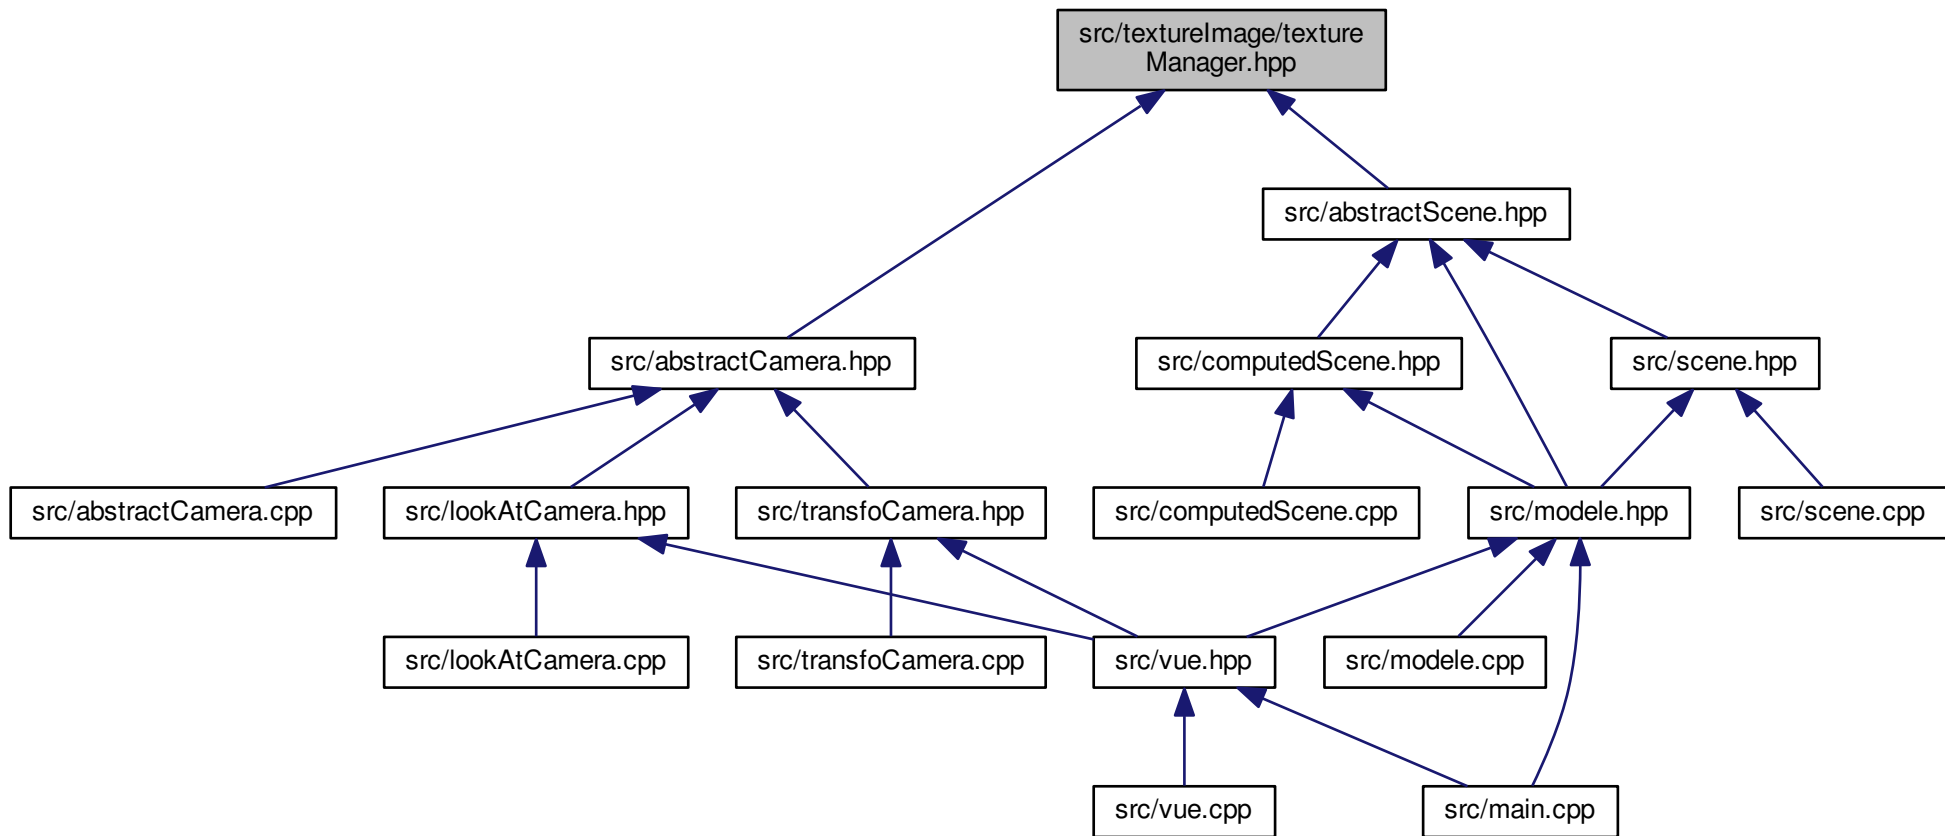 src/textureImage/texture
Manager.hpp
src/abstractScene.hpp
src/abstractCamera.hpp
src/computedScene.hpp
src/scene.hpp
src/abstractCamera.cpp
src/lookAtCamera.hpp
src/transfoCamera.hpp
src/computedScene.cpp
src/modele.hpp
src/scene.cpp
src/lookAtCamera.cpp
src/transfoCamera.cpp
src/vue.hpp
src/modele.cpp
src/vue.cpp
src/main.cpp